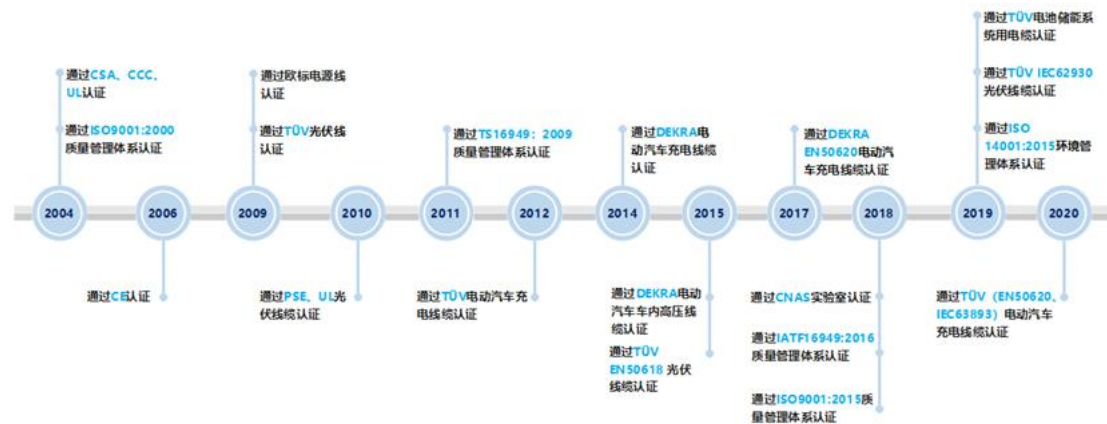 通过CSA、CCC、
UL认证
通过ISO9001:2000
质量管理体系认证
2004
2006
通过CE认证
通过欧标电源线
认证
通过TÜV光伏线
认证
2009
2010
通过PSE、UL光
伏线缆认证
通过TS16949：2009
质量管理体系认证
2011
2012
通过TÜV电动汽车充
电线缆认证
通过DEKRA电
动汽车充电线缆
认证
2014
2015
通过DEKRA电动
汽车车内高压线
缆认证
通过TÜV
EN50618 光伏
线缆认证
通过DEKRA
EN50620电动汽
车充电线缆认证
2017
2018
通过CNAS实验室认证
通过IATF16949:2016
质量管理体系认证
通过ISO9001:2015质
量管理体系认证
通过TÜV电池储能系
统用电缆认证
通过TÜV IEC62930
光伏线缆认证
通过ISO
14001:2015环境管
理体系认证
2019
2020
通过TÜV（EN50620、
IEC63893）电动汽车
充电线缆认证